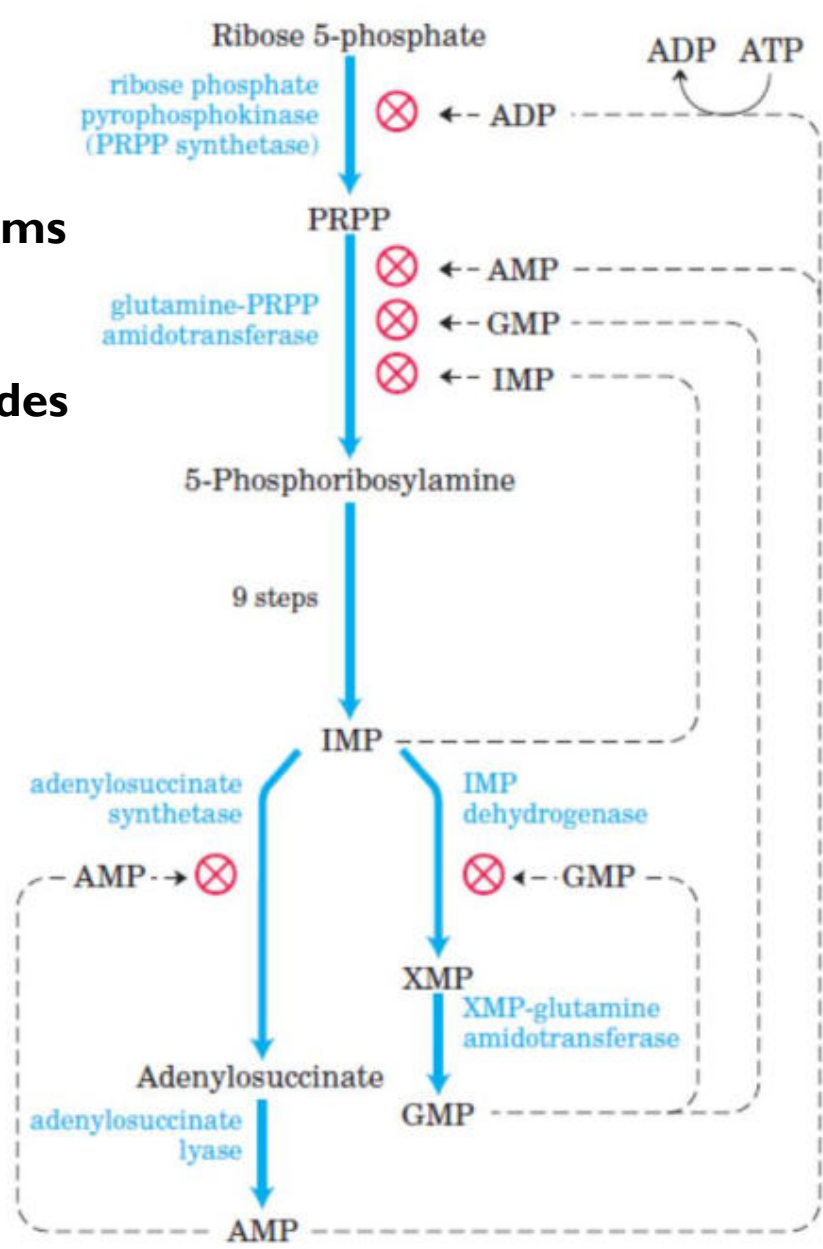 Ribose 5-phosphate
ADP ATP
ribose phosphate
pyrophosphokinase
(PRPP synthetase)
ADP
ms
PRPP
AMP
glutamine-PRPP
amidotransferase
GMP
IMP
des
5-Phosphoribosylamine
9 steps
IMP
adenylosuccinate
synthetase
IMP
dehydrogenase
AMP
GMP
XMP
XMP-glutamine
amidotransferase
Adenylosuccinate
GMP
adenylosuccinate
lyase
AMP